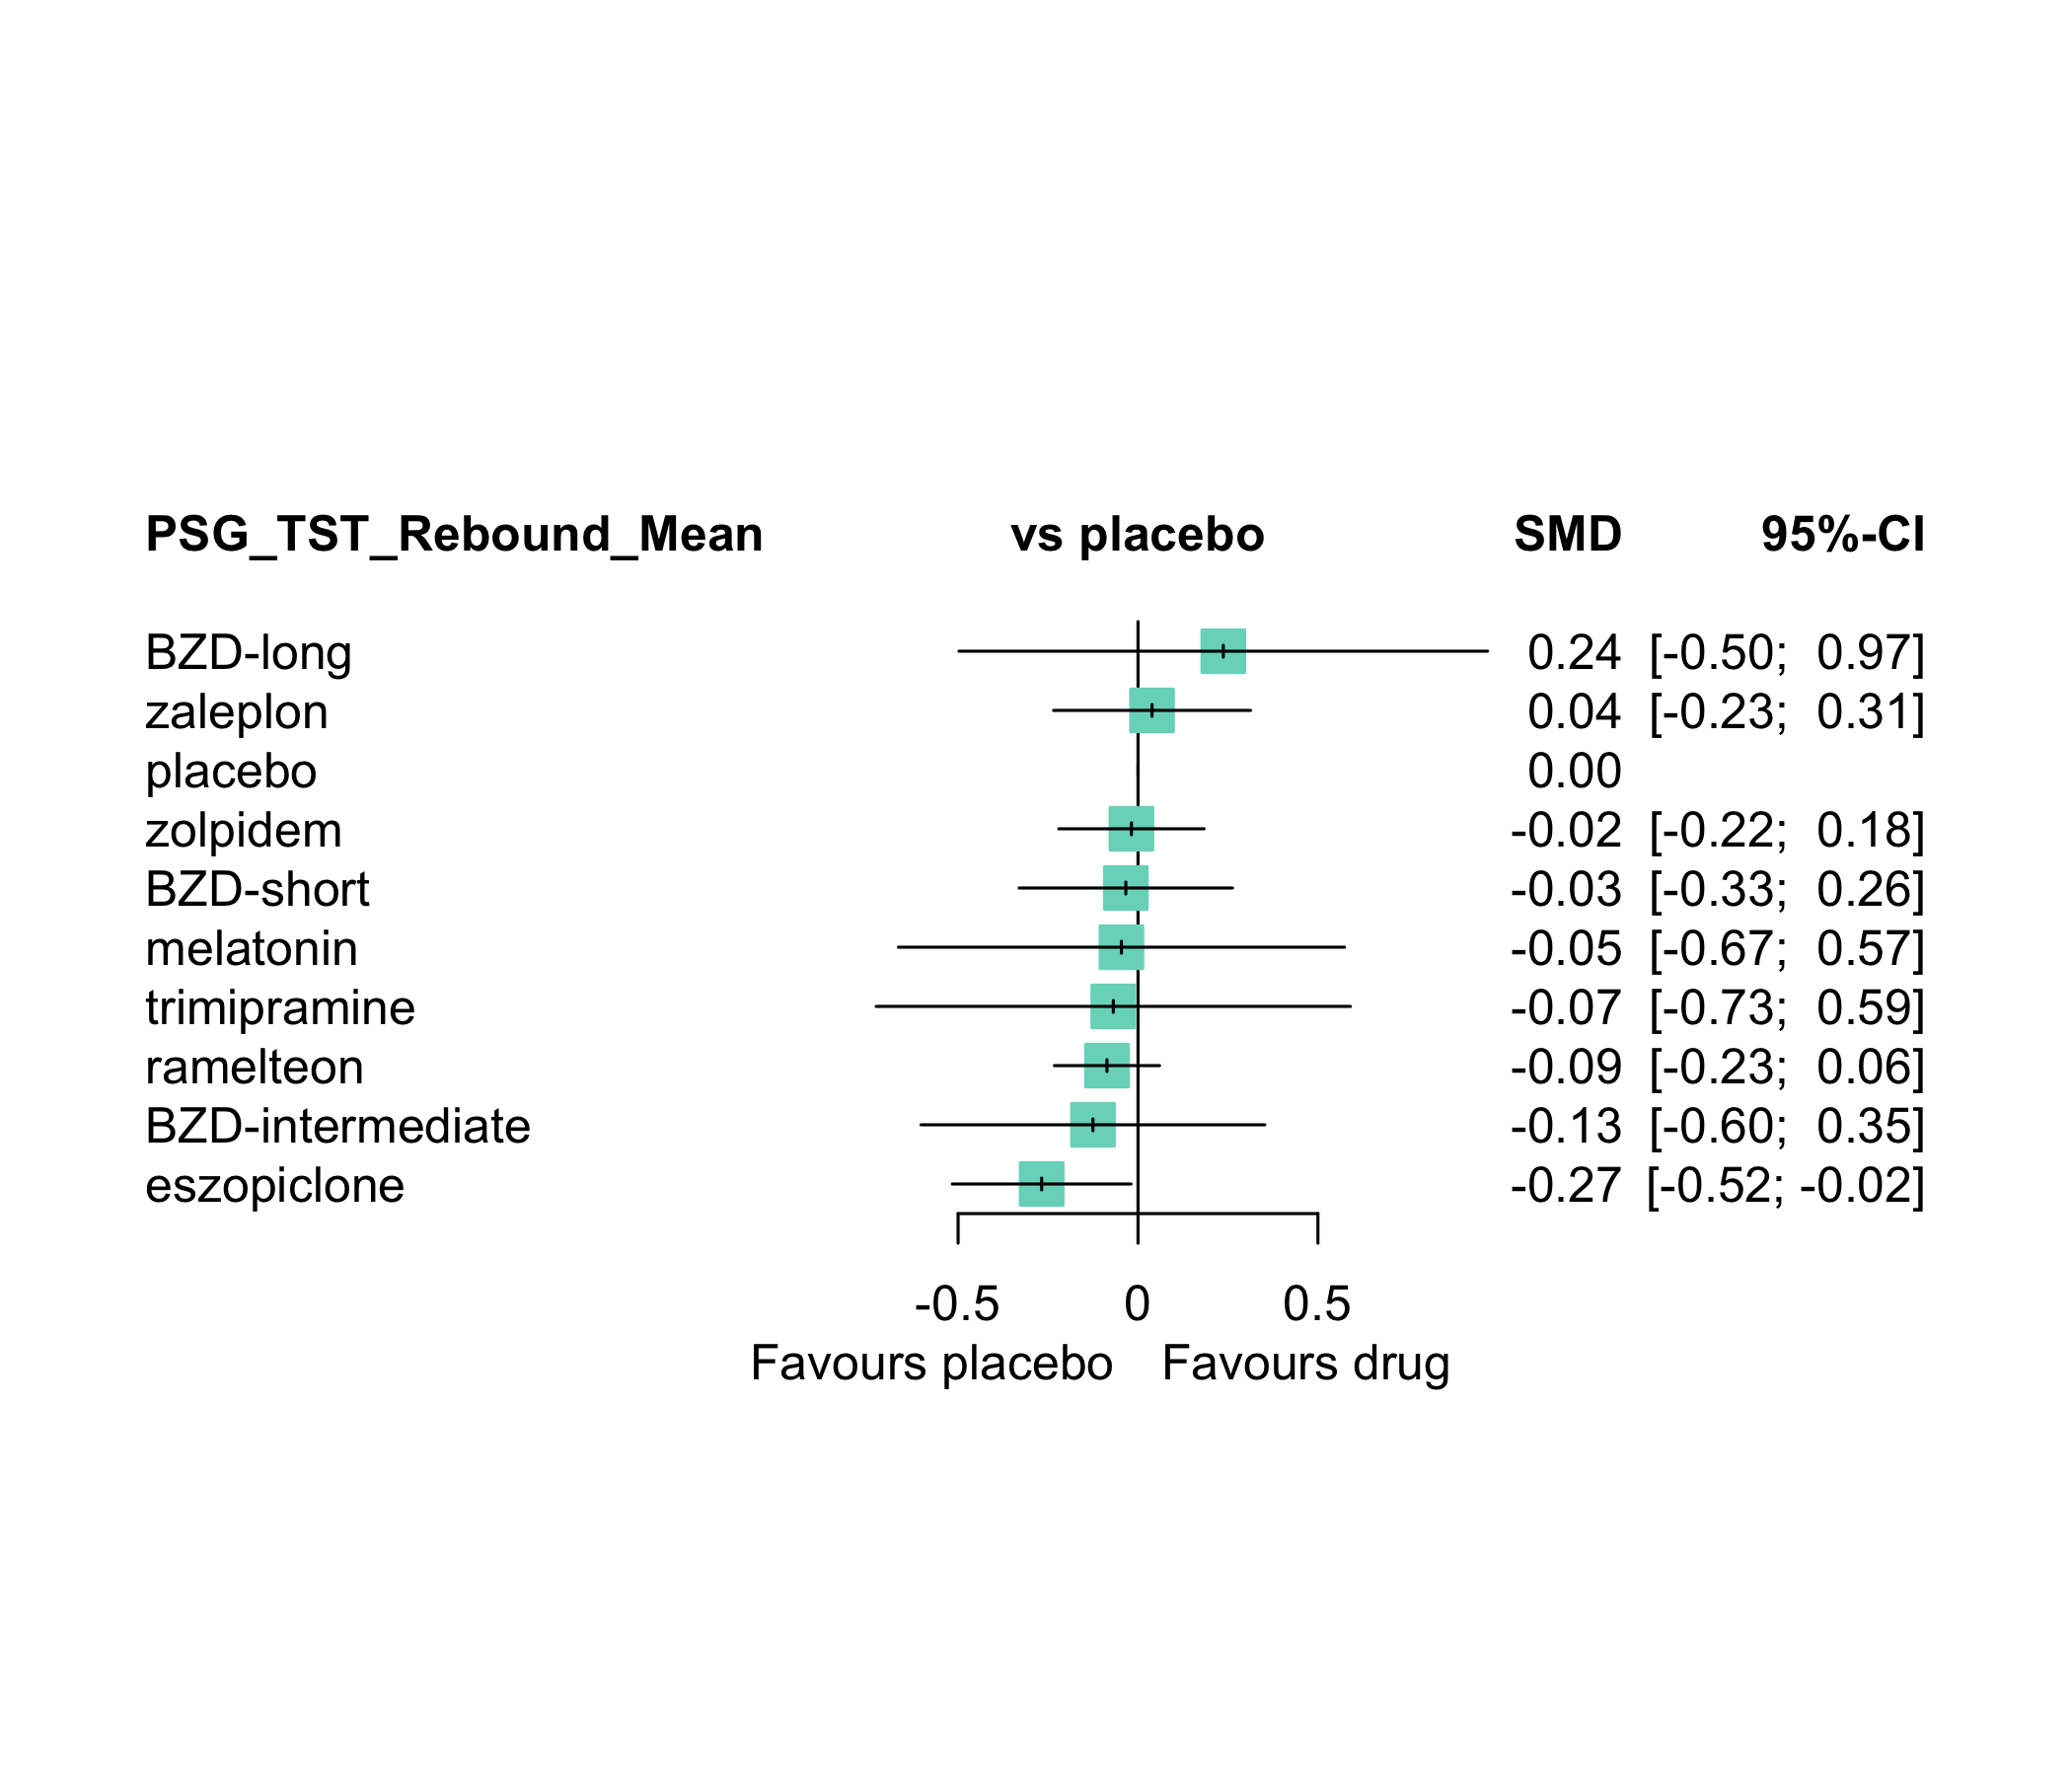 PSG_TST_Rebound_Mean vs placebo SMD 95%-CI
BZD-long 0.24 [-0.50; 0.97]
zaleplon 0.04 [-0.23; 0.31]
placebo 0.00
zolpidem -0.02 [-0.22; 0.18]
BZD-short -0.03 [-0.33; 0.26]
melatonin -0.05 [-0.67; 0.57]
trimipramine -0.07 [-0.73; 0.59]
ramelteon -0.09 [-0.23; 0.06]
BZD-intermediate -0.13 [-0.60; 0.35]
eszopiclone -0.27 [-0.52; -0.02]
-0.5 0 0.5
Favours placebo Favours drug